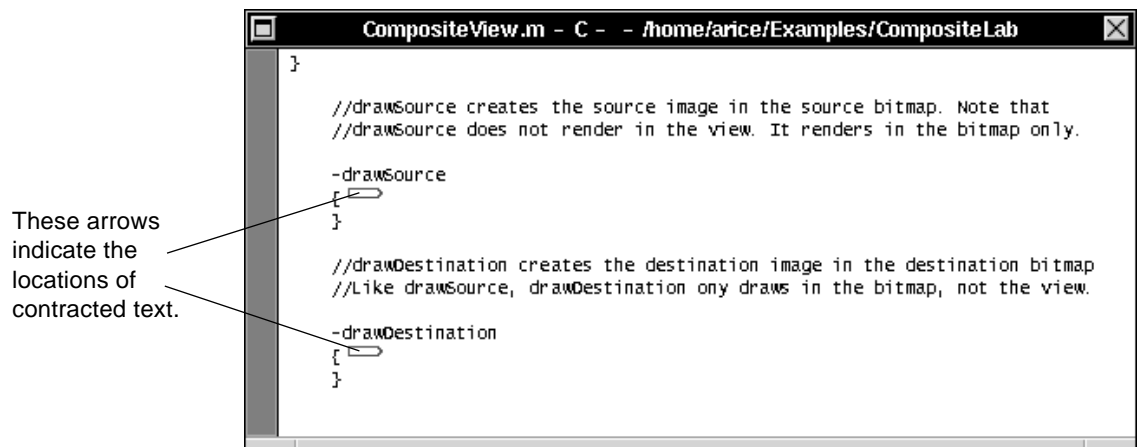 CompositeView.m – C – – /home/arice/Examples/CompositeLab
}
//drawSource creates the source image in the source bitmap. Note that
//drawSource does not render in the view. It renders in the bitmap only.
-drawSource
{
}
//drawDestination creates the destination image in the destination bitmap
//Like drawSource, drawDestination ony draws in the bitmap, not the view.
-drawDestination
{
}
These arrows
indicate the
locations of
contracted text.